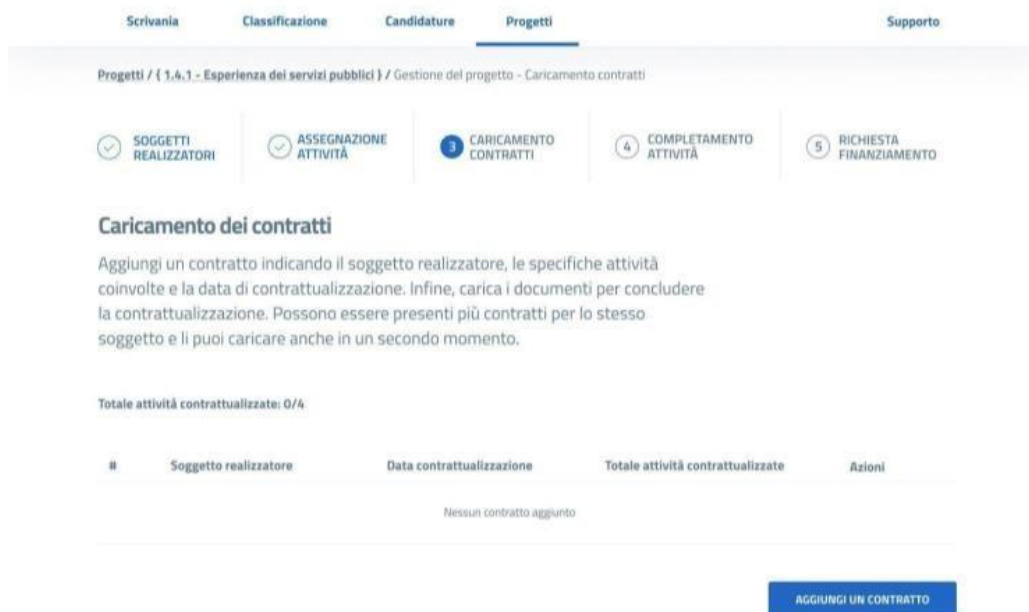 Scrivania Classificazione Candidature Progetti Supporto
Progetti / { 1.4.1 - Esperienza dei servizi pubblici } / Gestione del progetto - Caricamento contratti
SOGGETTI
REALIZZATORI
ASSEGNAZIONE
ATTIVITÀ
3 CARICAMENTO
CONTRATTI
4 COMPLETAMENTO
ATTIVITÀ
5 RICHIESTA
FINANZIAMENTO
Caricamento dei contratti
Aggiungi un contratto indicando il soggetto realizzatore, le specifiche attività
coinvolte e la data di contrattualizzazione. Infine, carica i documenti per concludere
la contrattualizzazione. Possono essere presenti più contratti per lo stesso
soggetto e li puoi caricare anche in un secondo momento.
Totale attività contrattualizzate: 0/4
# Soggetto realizzatore Data contrattualizzazione Totale attività contrattualizzate Azioni
Nessun contratto aggiunto
AGGIUNGI UN CONTRATTO